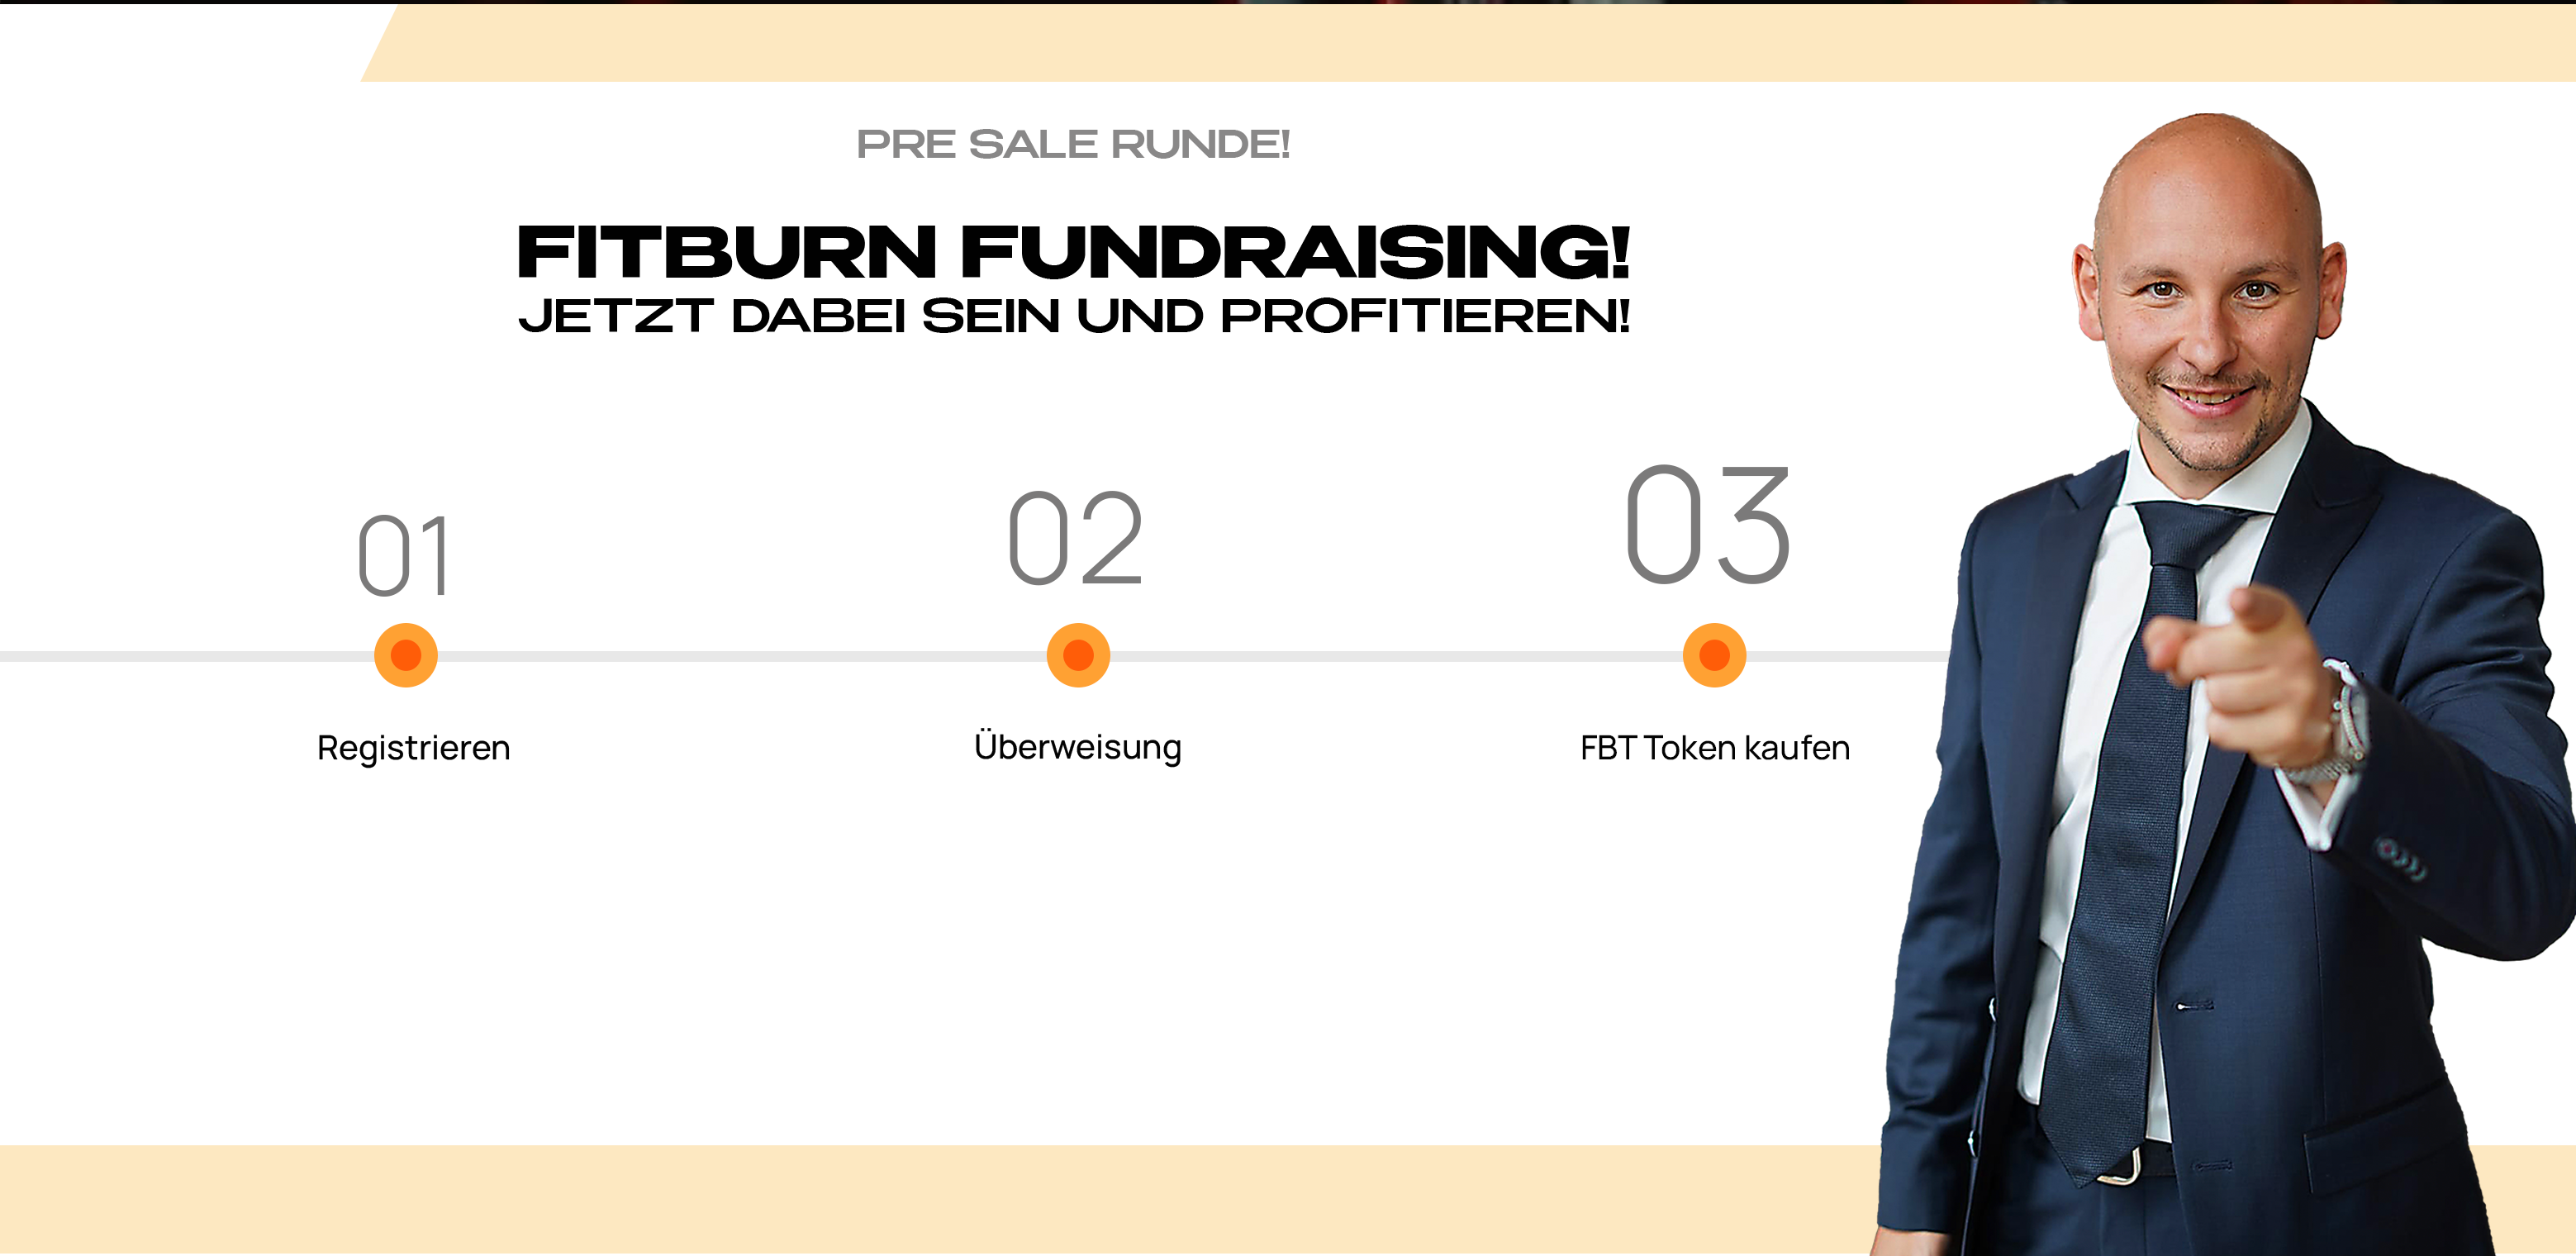 PRE SALE RUNDE!
FITBURN FUNDRAISING!
JETZT DABEI SEIN UND PROFITIEREN!
01
02
03
Registrieren
Überweisung
FBT Token kaufen